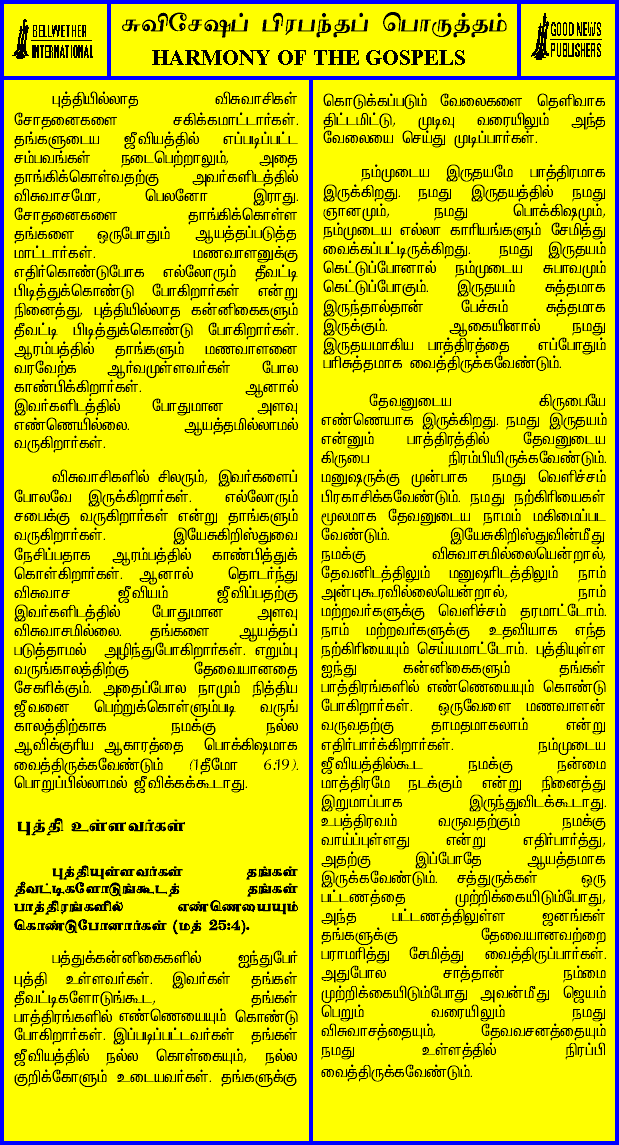 BELLWETHER
INTERNATIONAL
சுவிசேஷப் பிரபந்தப் பொருத்தம்
HARMONY OF THE GOSPELS
GOOD NEWS
PUBLISHERS
புத்தியில்லாத விசுவாசிகள்
சோதனைகளை சகிக்கமாட்டார்கள்.
தங்களுடைய ஜீவியத்தில் எப்படிப்பட்ட
சம்பவங்கள் நடைபெற்றாலும், அதை
தாங்கிக்கொள்வதற்கு அவர்களிடத்தில்
விசுவாசமோ, பெலனோ இராது.
சோதனைகளை தாங்கிக்கொள்ள
தங்களை ஒருபோதும் ஆயத்தப்படுத்த
மாட்டார்கள். மணவாளனுக்கு
எதிர்கொண்டுபோக எல்லோரும் தீவட்டி
பிடித்துக்கொண்டு போகிறார்கள் என்று
நினைத்து, புத்தியில்லாத கன்னிகைகளும்
தீவட்டி பிடித்துக்கொண்டு போகிறார்கள்.
ஆரம்பத்தில் தாங்களும் மணவாளனை
வரவேற்க ஆர்வமுள்ளவர்கள் போல
காண்பிக்கிறார்கள். ஆனால்
இவர்களிடத்தில் போதுமான அளவு
எண்ணெயில்லை. ஆயத்தமில்லாமல்
வருகிறார்கள்.
விசுவாசிகளில் சிலரும், இவர்களைப்
போலவே இருக்கிறார்கள். எல்லோரும்
சபைக்கு வருகிறார்கள் என்று தாங்களும்
வருகிறார்கள். இயேசுகிறிஸ்துவை
நேசிப்பதாக ஆரம்பத்தில் காண்பித்துக்
கொள்கிறார்கள். ஆனால் தொடர்ந்து
விசுவாச ஜீவியம் ஜீவிப்பதற்கு
இவர்களிடத்தில் போதுமான அளவு
விசுவாசமில்லை. தங்களை ஆயத்தப்
படுத்தாமல் அழிந்துபோகிறார்கள். எறும்பு
வருங்காலத்திற்கு தேவையானதை
சேகரிக்கும். அதைப்போல நாமும் நித்திய
ஜீவனை பெற்றுக்கொள்ளும்படி வருங்
காலத்திற்காக நமக்கு நல்ல
ஆவிக்குரிய ஆகாரத்தை பொக்கிஷமாக
வைத்திருக்கவேண்டும் (1தீமோ 6:19).
பொறுப்பில்லாமல் ஜீவிக்கக்கூடாது.
புத்தி உள்ளவர்கள்
புத்தியுள்ளவர்கள் தங்கள்
தீவட்டிகளோடுங்கூடத் தங்கள்
பாத்திரங்களில் எண்ணெயையும்
கொண்டுபோனார்கள் (மத் 25:4).
பத்துக்கன்னிகைகளில் ஐந்துபேர்
புத்தி உள்ளவர்கள். இவர்கள் தங்கள்
தீவட்டிகளோடுங்கூட, தங்கள்
பாத்திரங்களில் எண்ணெயையும் கொண்டு
போகிறார்கள். இப்படிப்பட்டவர்கள் தங்கள்
ஜீவியத்தில் நல்ல கொள்கையும், நல்ல
குறிக்கோளும் உடையவர்கள். தங்களுக்கு
கொடுக்கப்படும் வேலைகளை தெளிவாக
திட்டமிட்டு, முடிவு வரையிலும் அந்த
வேலையை செய்து முடிப்பார்கள்.
நம்முடைய இருதயமே பாத்திரமாக
இருக்கிறது. நமது இருதயத்தில் நமது
ஞானமும், நமது பொக்கிஷமும்,
நம்முடைய எல்லா காரியங்களும் சேமித்து
வைக்கப்பட்டிருக்கிறது. நமது இருதயம்
கெட்டுப்போனால் நம்முடைய சுபாவமும்
கெட்டுப்போகும். இருதயம் சுத்தமாக
இருந்தால்தான் பேச்சும் சுத்தமாக
இருக்கும். ஆகையினால் நமது
இருதயமாகிய பாத்திரத்தை எப்போதும்
பரிசுத்தமாக வைத்திருக்கவேண்டும்.
தேவனுடைய கிருபையே
எண்ணெயாக இருக்கிறது. நமது இருதயம்
என்னும் பாத்திரத்தில் தேவனுடைய
கிருபை நிரம்பியிருக்கவேண்டும்.
மனுஷருக்கு முன்பாக நமது வெளிச்சம்
பிரகாசிக்கவேண்டும். நமது நற்கிரியைகள்
மூலமாக தேவனுடைய நாமம் மகிமைப்பட
வேண்டும். இயேசுகிறிஸ்துவின்மீது
நமக்கு விசுவாசமில்லையென்றால்,
தேவனிடத்திலும் மனுஷரிடத்திலும் நாம்
அன்புகூரவில்லையென்றால், நாம்
மற்றவர்களுக்கு வெளிச்சம் தரமாட்டோம்.
நாம் மற்றவர்களுக்கு உதவியாக எந்த
நற்கிரியையும் செய்யமாட்டோம். புத்தியுள்ள
ஐந்து கன்னிகைகளும் தங்கள்
பாத்திரங்களில் எண்ணெயையும் கொண்டு
போகிறார்கள். ஒருவேளை மணவாளன்
வருவதற்கு தாமதமாகலாம் என்று
எதிர்பார்க்கிறார்கள். நம்முடைய
ஜீவியத்தில்கூட நமக்கு நன்மை
மாத்திரமே நடக்கும் என்று நினைத்து
இறுமாப்பாக இருந்துவிடக்கூடாது.
உபத்திரவம் வருவதற்கும் நமக்கு
வாய்ப்புள்ளது என்று எதிர்பார்த்து,
அதற்கு இப்போதே ஆயத்தமாக
இருக்கவேண்டும். சத்துருக்கள் ஒரு
பட்டணத்தை முற்றிக்கையிடும்போது,
அந்த பட்டணத்திலுள்ள ஜனங்கள்
தங்களுக்கு தேவையானவற்றை
பராமரித்து சேமித்து வைத்திருப்பார்கள்.
அதுபோல சாத்தான் நம்மை
முற்றிக்கையிடும்போது அவன்மீது ஜெயம்
பெறும் வரையிலும் நமது
விசுவாசத்தையும், தேவவசனத்தையும்
நமது உள்ளத்தில் நிரப்பி
வைத்திருக்கவேண்டும்.